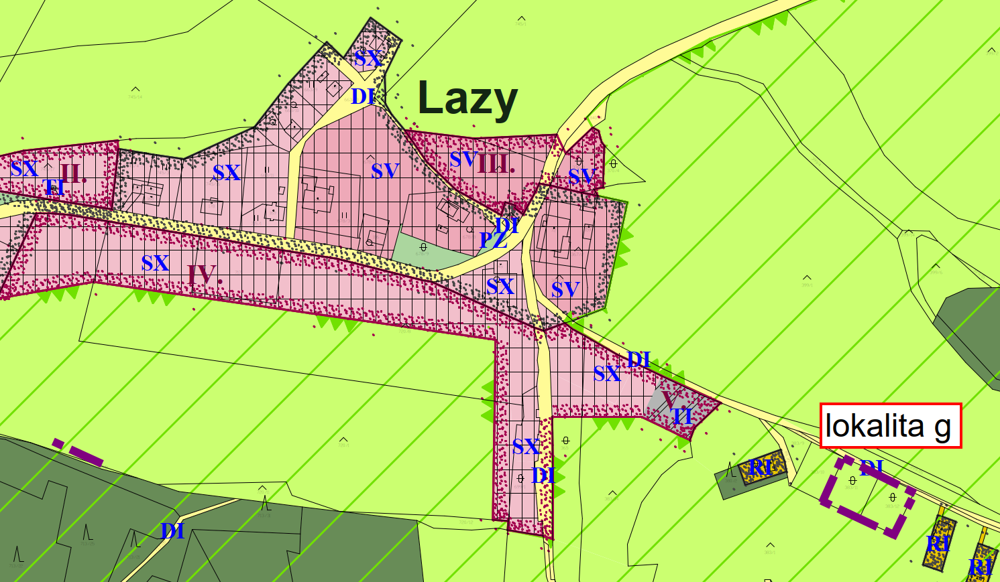 SX
DI
Lazy
SX
TI
II.
SX
SV
SV
III.
SV
DI
PZ
SX
IV.
SX
SV
DI
SX
V.
TI
lokalita g
SX
DI
RI
DI
DI
RI
RI